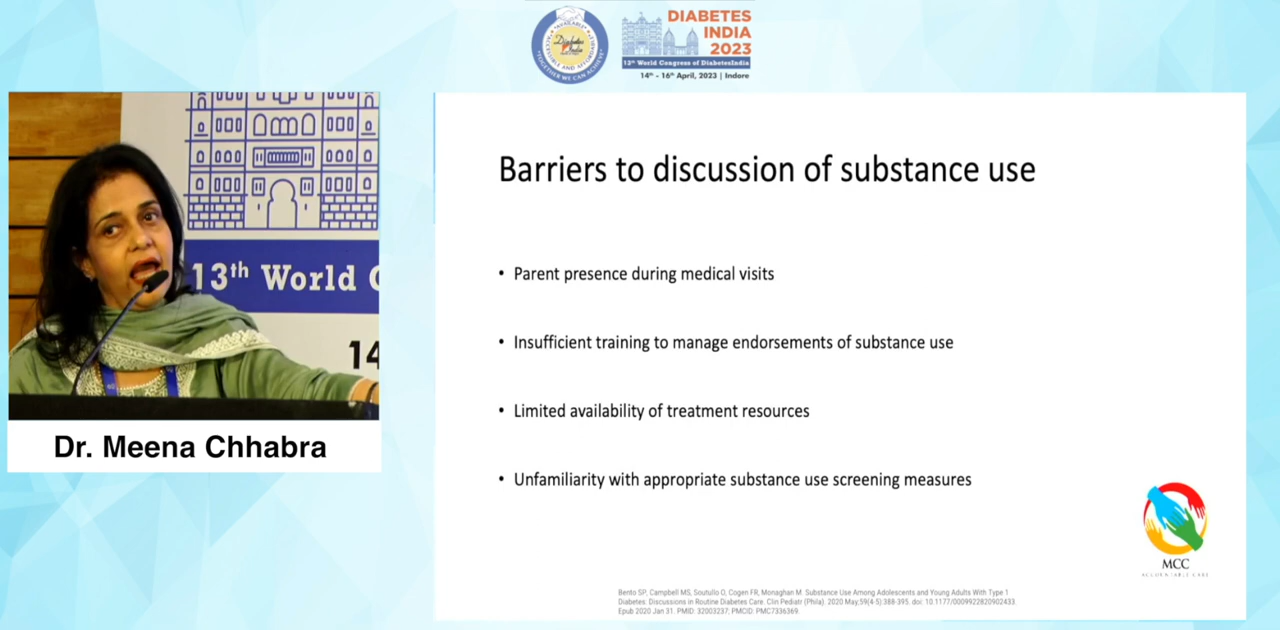 DIABETES
INDIA
2023
13th World Congress of DiabetesIndia
14th - 16th April, 2023 | Indore
13th World C
14
Dr. Meena Chhabra
Barriers to discussion of substance use
• Parent presence during medical visits
• Insufficient training to manage endorsements of substance use
• Limited availability of treatment resources
• Unfamiliarity with appropriate substance use screening measures
MCC
ACCOUNTABLE CARE
Bento SP, Campbell MS, Soutullo O, Cogen FR, Monaghan M. Substance Use Among Adolescents and Young Adults With Type 1
Diabetes: Discussions in Routine Diabetes Care. Clin Pediatr (Phila). 2020 May;59(4-5):388-395. doi: 10.1177/0009922820902433.
Epub 2020 Jan 31. PMID: 32003237; PMCID: PMC7336369.